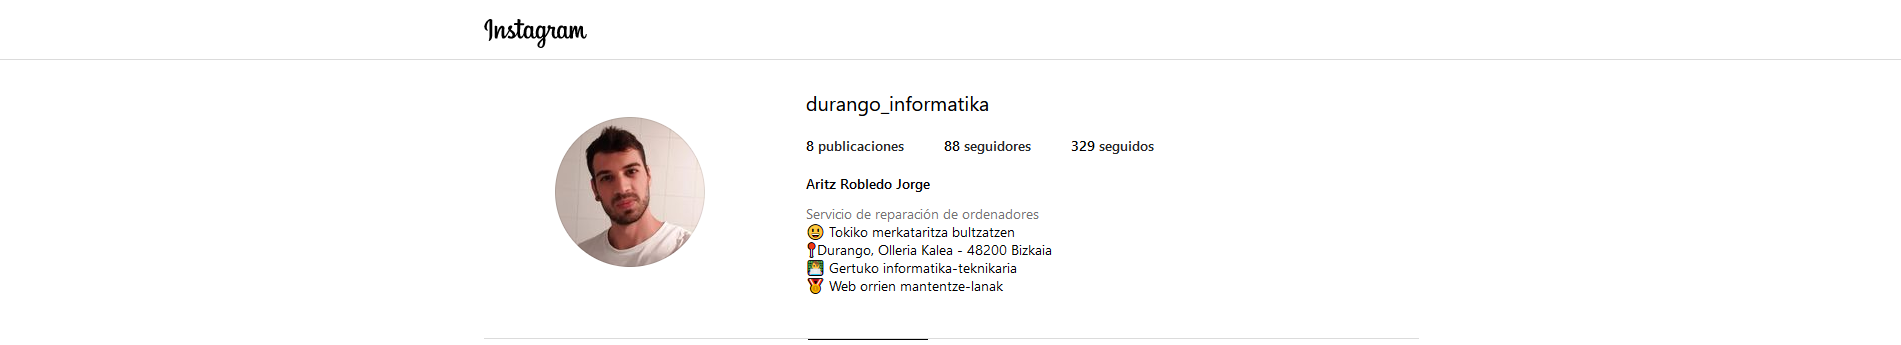 Instagram
durango_informatika
8 publicaciones 88 seguidores 329 seguidos
Aritz Robledo Jorge
Servicio de reparación de ordenadores
😃 Tokiko merkataritza bultzatzen
📍Durango, Olleria Kalea - 48200 Bizkaia
Gertuko informatika-teknikaria
Web orrien mantentze-lanak